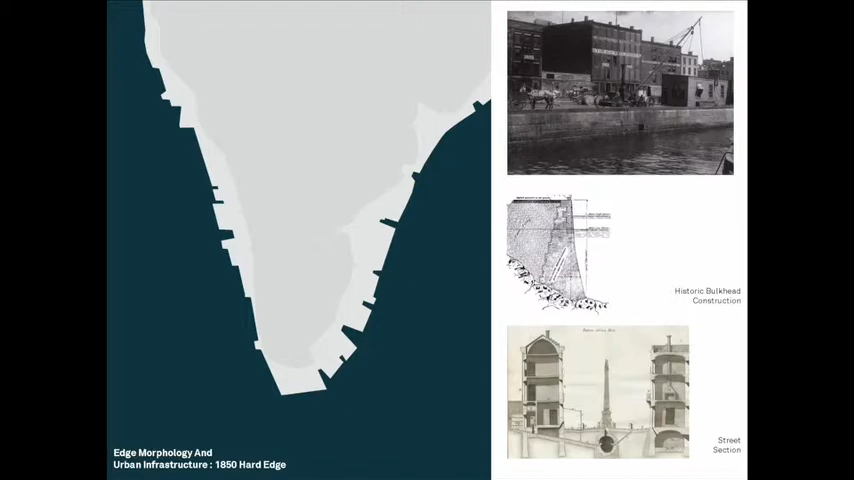 Edge Morphology And
Urban Infrastructure : 1850 Hard Edge
Historic Bulkhead
Construction
Street
Section